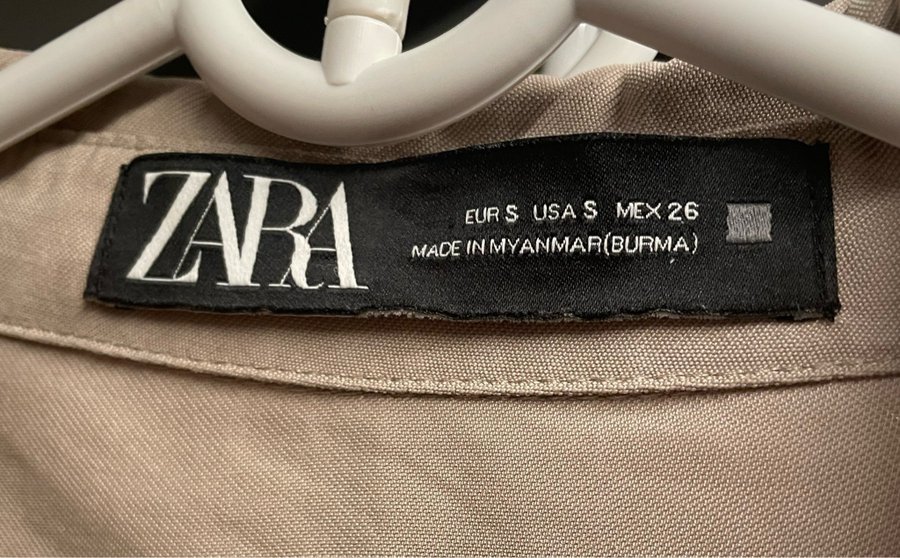 ZARA
EUR S USA S MEX 26
MADE IN MYANMAR(BURMA)